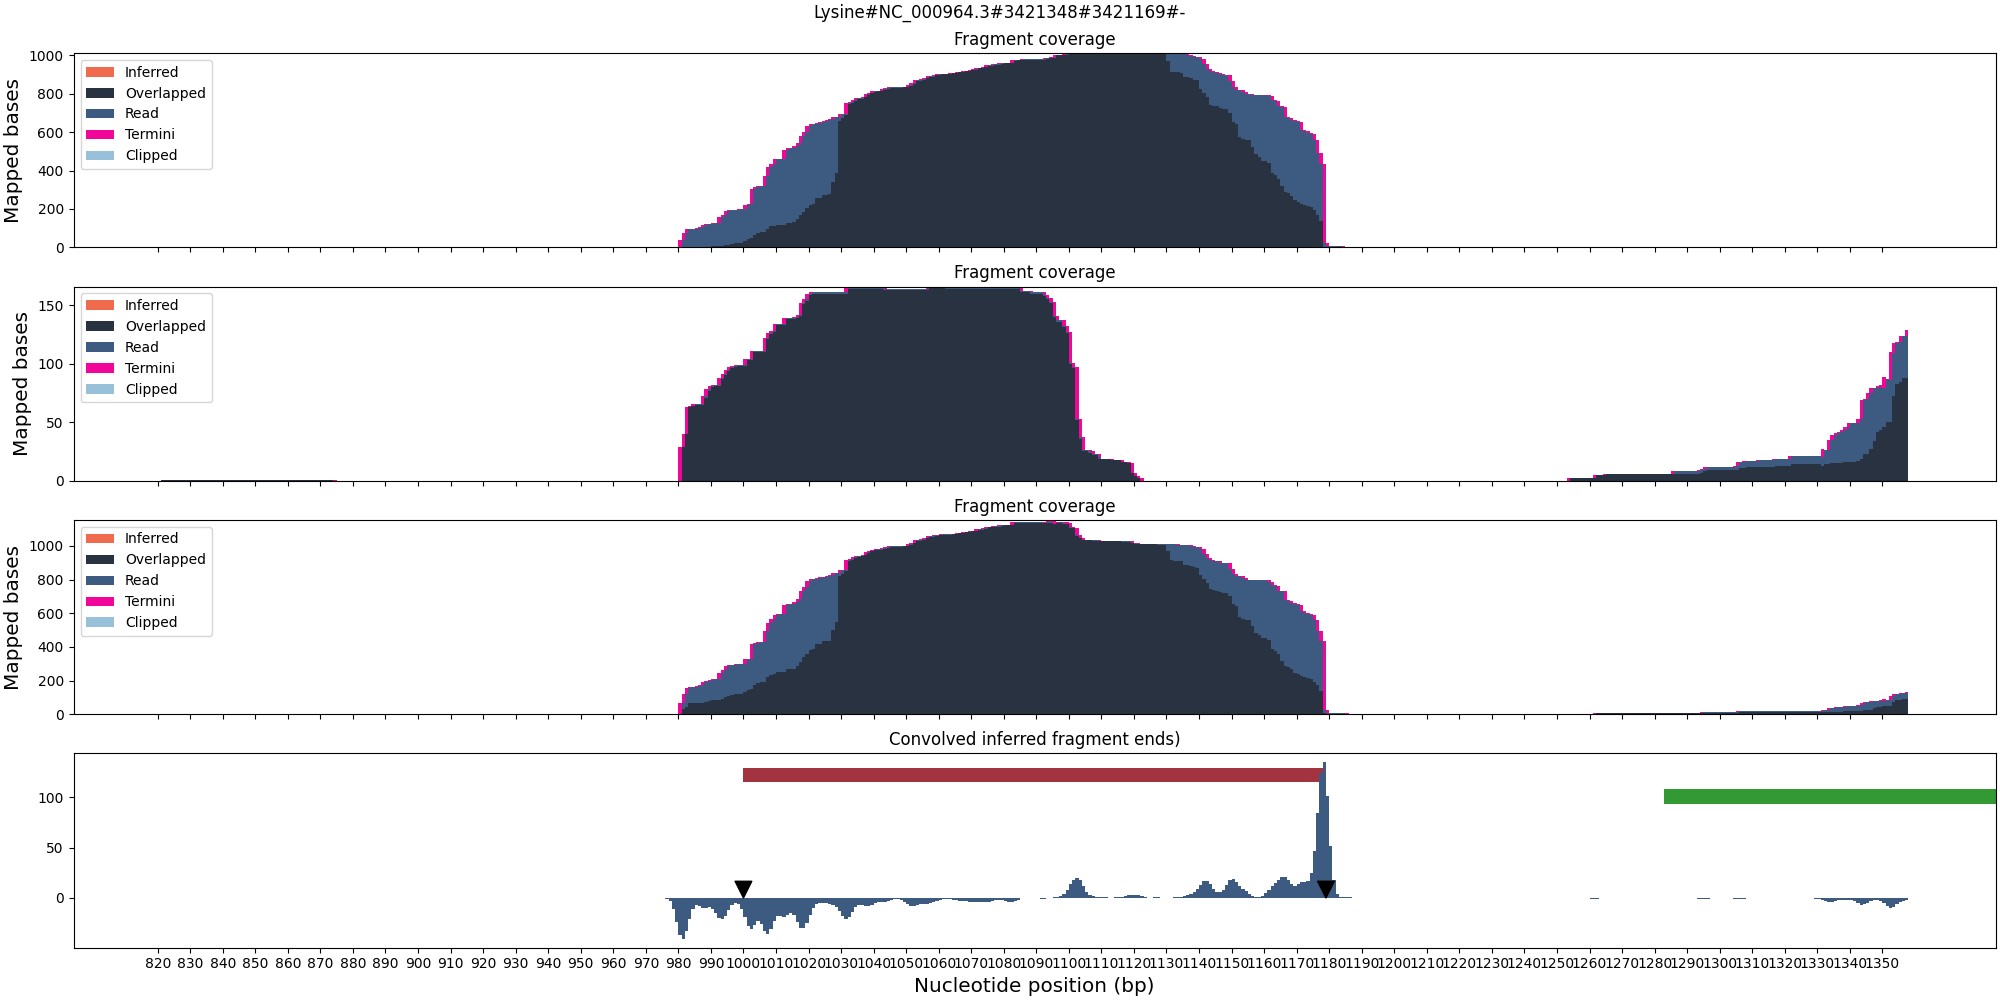 Lysine#NC_000964.3#3421348#3421169#-
Fragment coverage
Mapped bases
1000
800
600
400
200
0
Inferred
Overlapped
Read
Termini
Clipped
Fragment coverage
Mapped bases
150
100
50
0
Inferred
Overlapped
Read
Termini
Clipped
Fragment coverage
Mapped bases
1000
800
600
400
200
0
Inferred
Overlapped
Read
Termini
Clipped
Convolved inferred fragment ends)
100
50
0
820 830 840 850 860 870 880 890 900 910 920 930 940 950 960 970 980 990 1000 1010 1020 1030 1040 1050 1060 1070 1080 1090 1100 1110 1120 1130 1140 1150 1160 1170 1180 1190 1200 1210 1220 1230 1240 1250 1260 1270 1280 1290 1300 1310 1320 1330 1340 1350
Nucleotide position (bp)